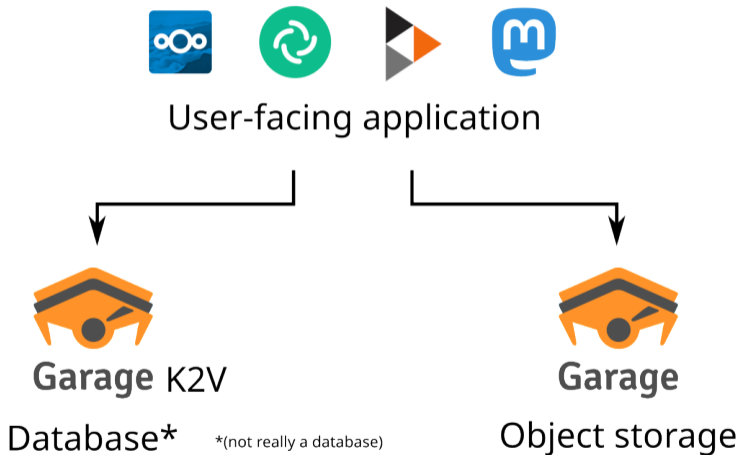 User-facing application
Garage K2V
Garage
Database* *(not really a database)
Object storage